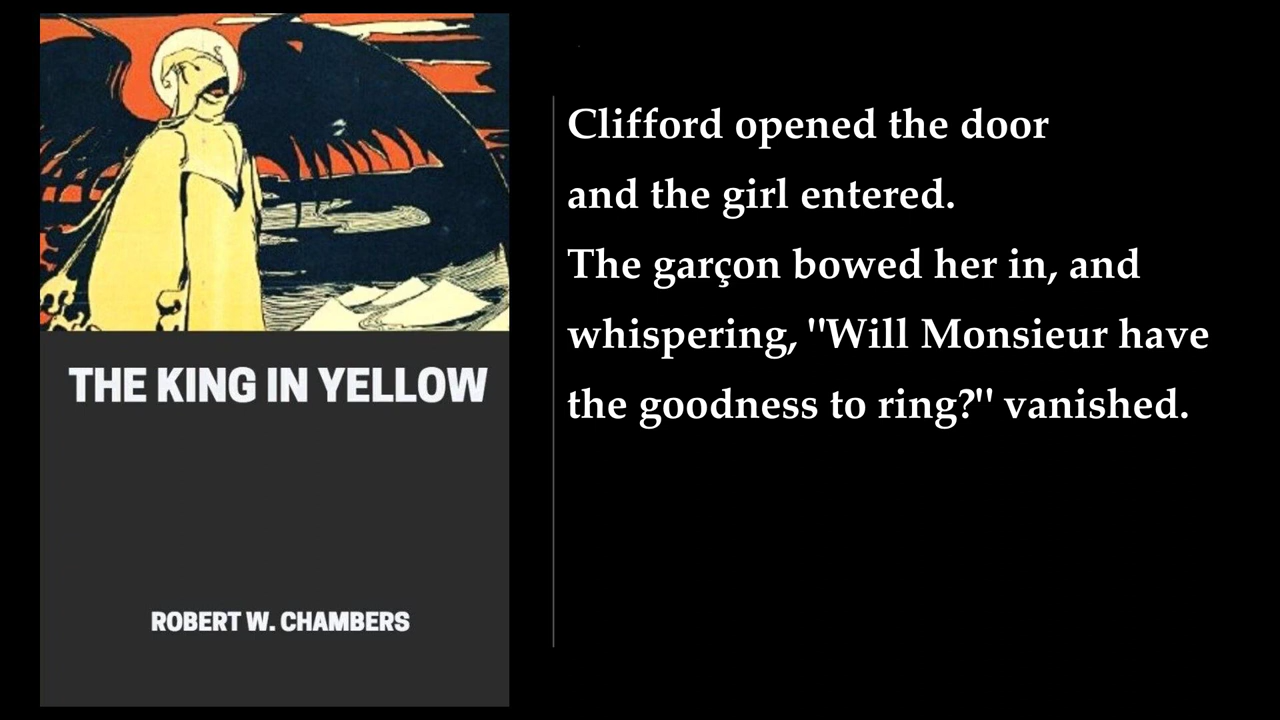 THE KING IN YELLOW
ROBERT W. CHAMBERS
Clifford opened the door
and the girl entered.
The garçon bowed her in, and
whispering, "Will Monsieur have
the goodness to ring?" vanished.